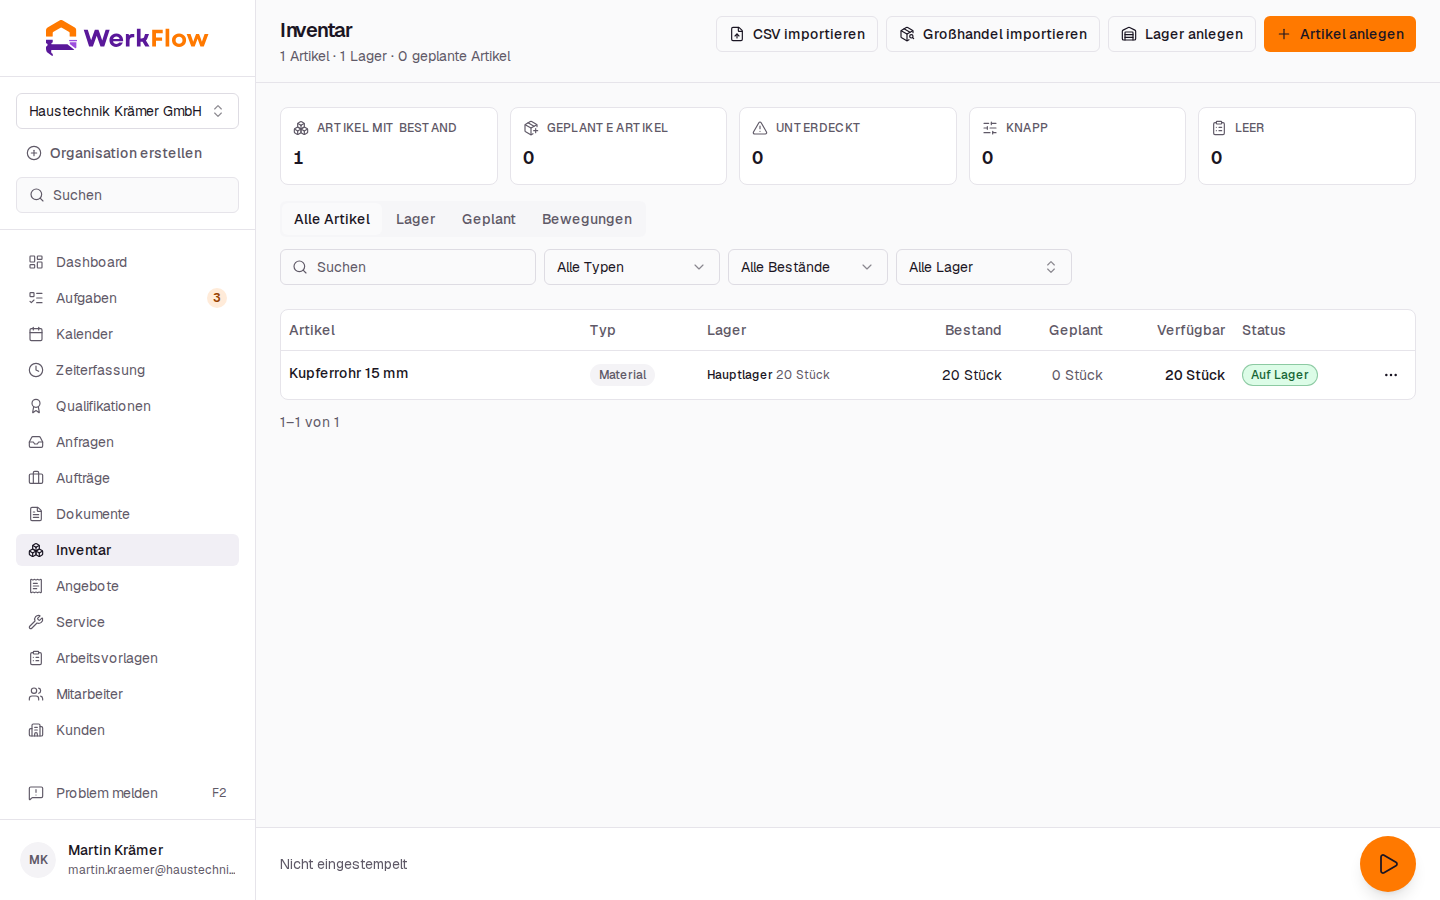 WerkFlow
Haustechnik Krämer GmbH
Organisation erstellen
Suchen
Dashboard
Aufgaben 3
Kalender
Zeiterfassung
Qualifikationen
Anfragen
Aufträge
Dokumente
Inventar
Angebote
Service
Arbeitsvorlagen
Mitarbeiter
Kunden
Problem melden F2
MK
Martin Krämer
martin.kraemer@haustechni...
Inventar
1 Artikel · 1 Lager · 0 geplante Artikel
CSV importieren
Großhandel importieren
Lager anlegen
Artikel anlegen
ARTIKEL MIT BESTAND
1
GEPLANTE ARTIKEL
0
UNTERDECKT
0
KNAPP
0
LEER
0
Alle Artikel Lager Geplant Bewegungen
Suchen Alle Typen Alle Bestände Alle Lager
Artikel Typ Lager Bestand Geplant Verfügbar Status
Kupferrohr 15 mm Material Hauptlager 20 Stück 20 Stück 0 Stück 20 Stück Auf Lager
1–1 von 1
Nicht eingestempelt